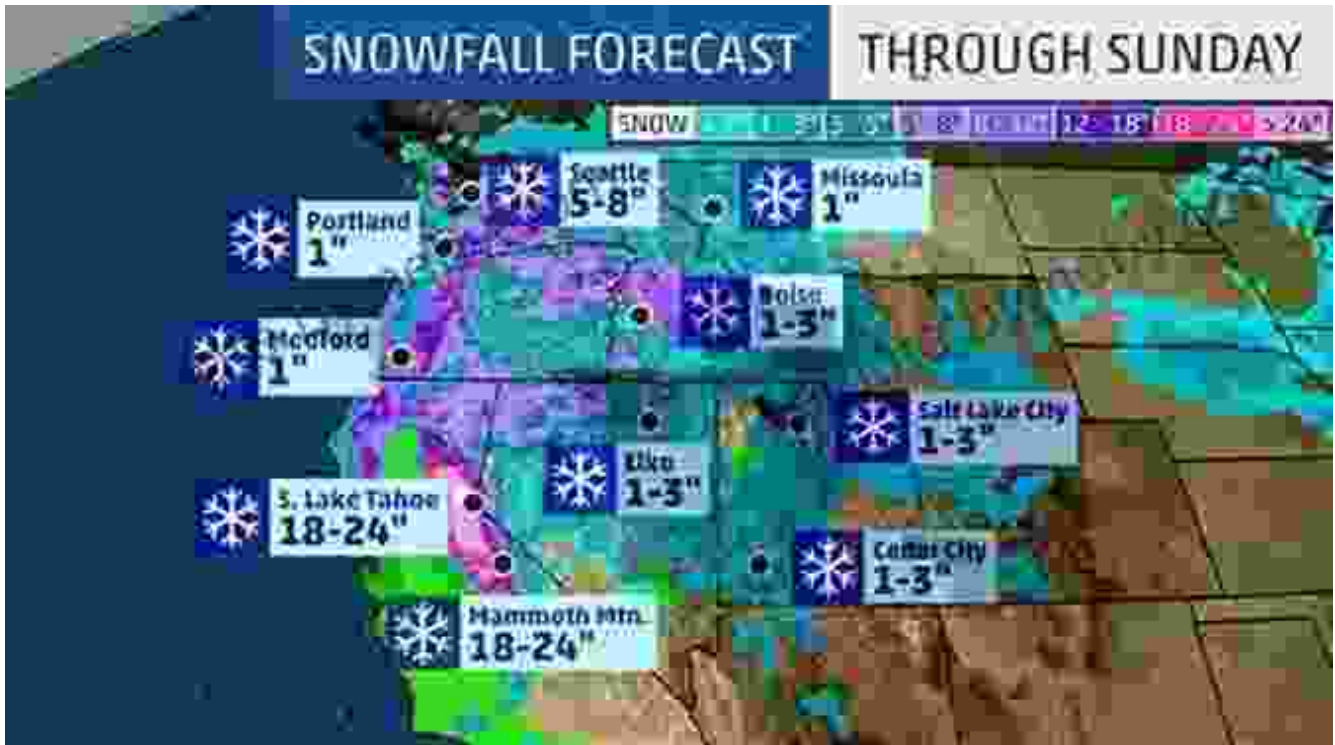 SNOWFALL FORECAST THROUGH SUNDAY
SNOW 12-18
Seattle
5-8"
Missoula
1"
Portland
1"
Boise
1-3"
Medford
1"
Salt Lake City
1-3"
Elko
1-3"
S. Lake Tahoe
18-24"
Cedar City
1-3"
Mammoth Mtn.
18-24"